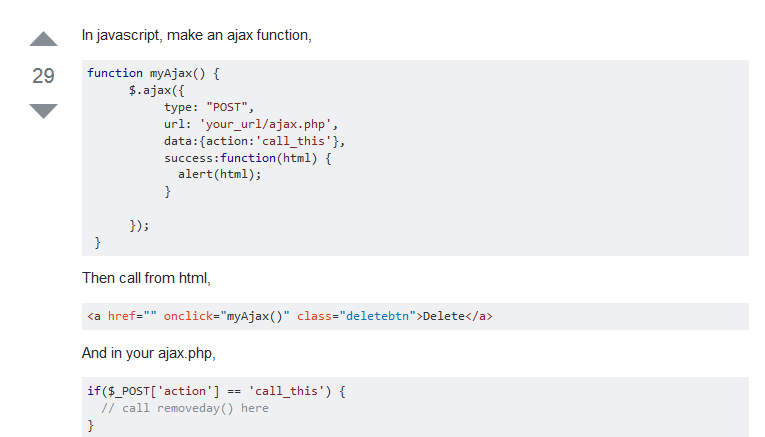 In javascript, make an ajax function,
29
function myAjax() {
$.ajax({
type: "POST",
url: 'your_url/ajax.php',
data:{action:'call_this'},
success:function(html) {
alert(html);
}
});
}
Then call from html,
<a href="" onclick="myAjax()" class="deletebtn">Delete</a>
And in your ajax.php,
if($_POST['action'] == 'call_this') {
// call removeday() here
}